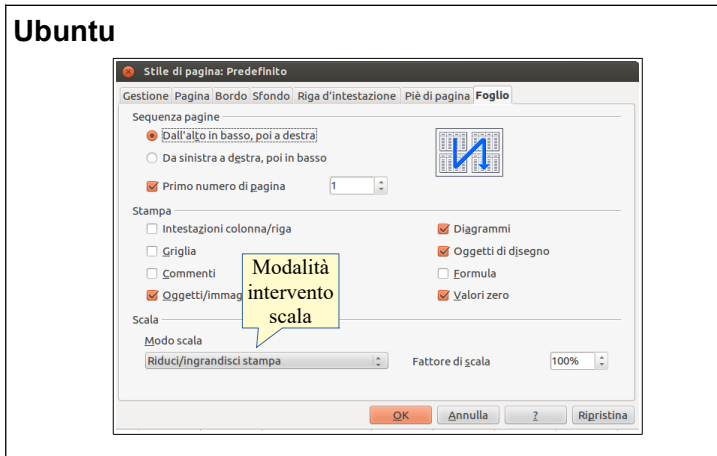 Ubuntu
Stile di pagina: Predefinito
Gestione Pagina Bordo Sfondo Riga d'intestazione Piè di pagina Foglio
Sequenza pagine
Dall'alto in basso, poi a destra
Da sinistra a destra, poi in basso
Primo numero di pagina 1
Stampa
Intestazioni colonna/riga Diagrammi
Griglia Oggetti di disegno
Commenti Formula
Oggetti/immag Valori zero
Modalità
intervento
scala
Scala
Modo scala
Riduci/ingrandisci stampa Fattore di scala 100%
OK Annulla ? Ripristina